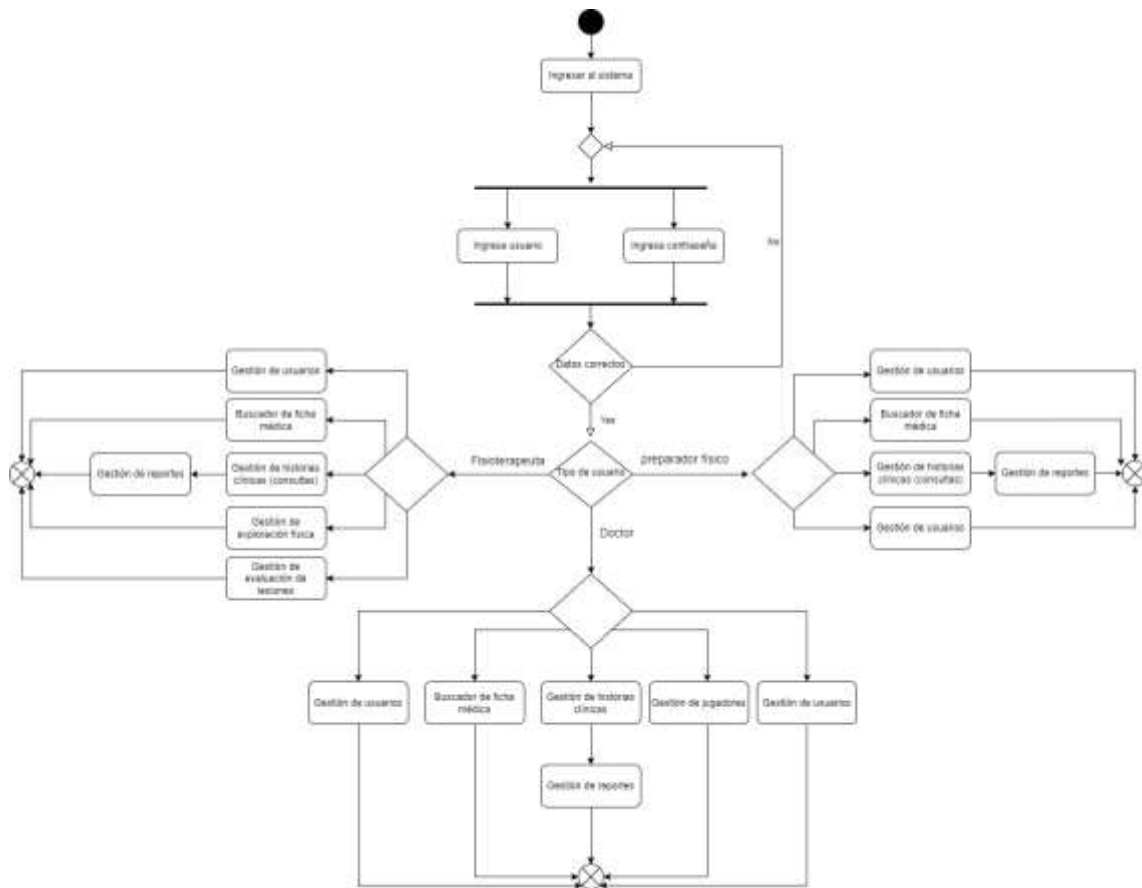 Ingresar al sistema
Ingresa usuario
Ingresa contraseña
No
Datos correctos
Yes
Tipo de usuario
Fisioterapeuta
preparador físico
Doctor
Gestión de usuarios
Buscador de ficha
médica
Gestión de historias
clínicas (consultas)
Gestión de reportes
Gestión de
exploración física
Gestión de
evaluación de
lesiones
Gestión de usuarios
Buscador de ficha
médica
Gestión de historias
clínicas (consultas)
Gestión de reportes
Gestión de usuarios
Gestión de usuarios
Buscador de ficha
médica
Gestión de historias
clínicas
Gestión de jugadores
Gestión de usuarios
Gestión de reportes